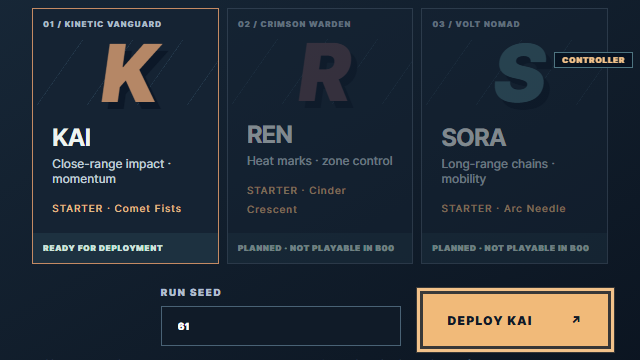 01 / KINETIC VANGUARD
K
KAI
Close-range impact ·
momentum
STARTER · Comet Fists
READY FOR DEPLOYMENT
02 / CRIMSON WARDEN
R
REN
Heat marks · zone control
STARTER · Cinder
Crescent
PLANNED · NOT PLAYABLE IN B00
03 / VOLT NOMAD
S
CONTROLLER
SORA
Long-range chains ·
mobility
STARTER · Arc Needle
PLANNED · NOT PLAYABLE IN B00
RUN SEED
61
DEPLOY KAI ↗